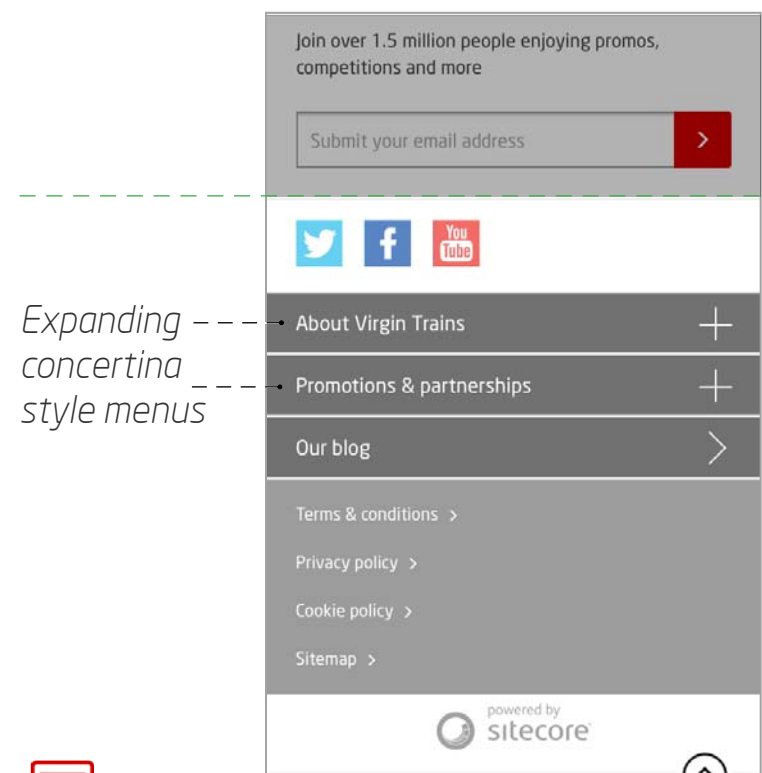 Join over 1.5 million people enjoying promos,
competitions and more
Submit your email address
You
Tube
Expanding
concertina
style menus
About Virgin Trains
Promotions & partnerships
Our blog
Terms & conditions
Privacy policy
Cookie policy
Sitemap
powered by
sitecore